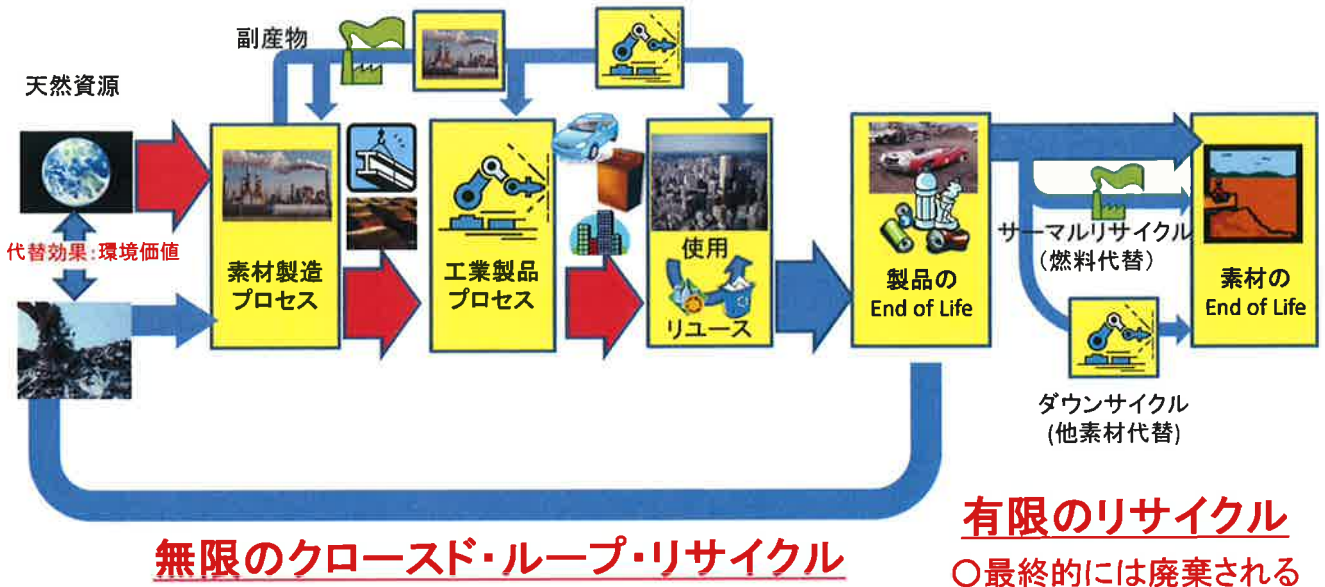 副産物
天然資源
代替効果:環境価値
素材製造
プロセス
工業製品
プロセス
使用
リユース
製品の
End of Life
サーマルリサイクル
(燃料代替)
素材の
End of Life
ダウンサイクル
(他素材代替)
無限のクローズド・ループ・リサイクル
有限のリサイクル
〇最終的には廃棄される